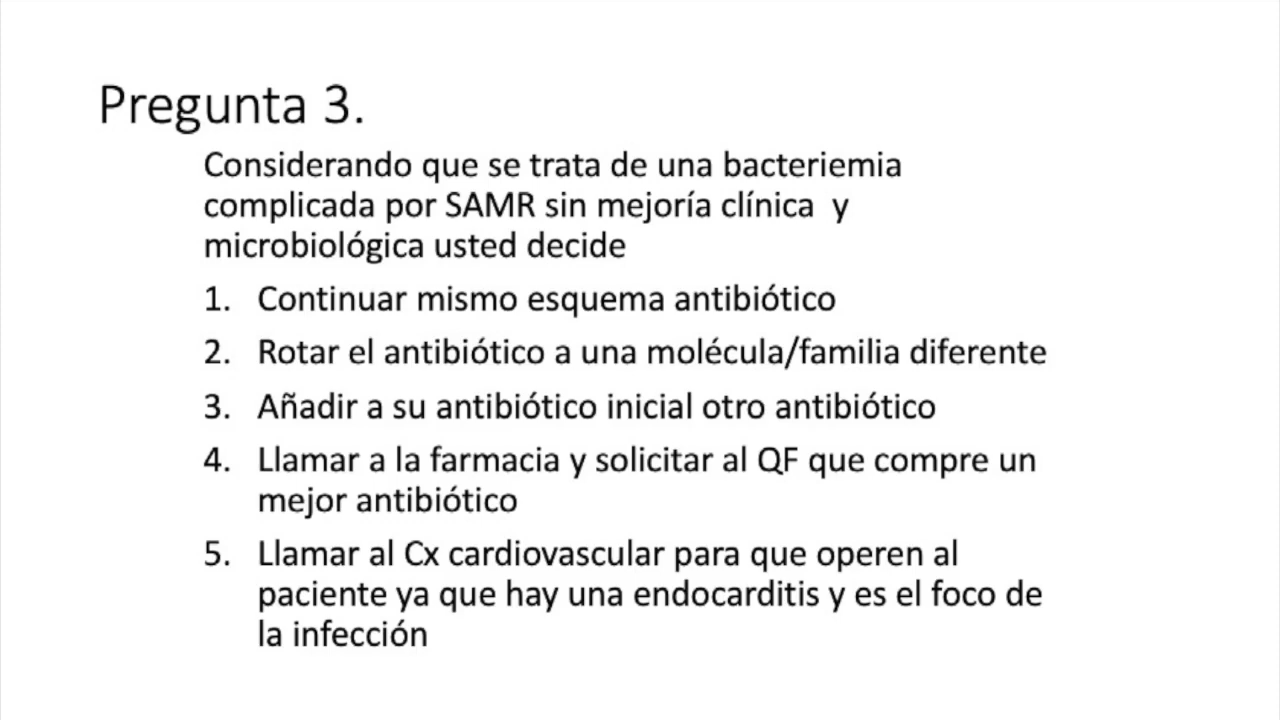 Pregunta 3.
Considerando que se trata de una bacteriemia
complicada por SAMR sin mejoría clínica  y
microbiológica usted decide
1. Continuar mismo esquema antibiótico
2. Rotar el antibiótico a una molécula/familia diferente
3. Añadir a su antibiótico inicial otro antibiótico
4. Llamar a la farmacia y solicitar al QF que compre un
mejor antibiótico
5. Llamar al Cx cardiovascular para que operen al
paciente ya que hay una endocarditis y es el foco de
la infección